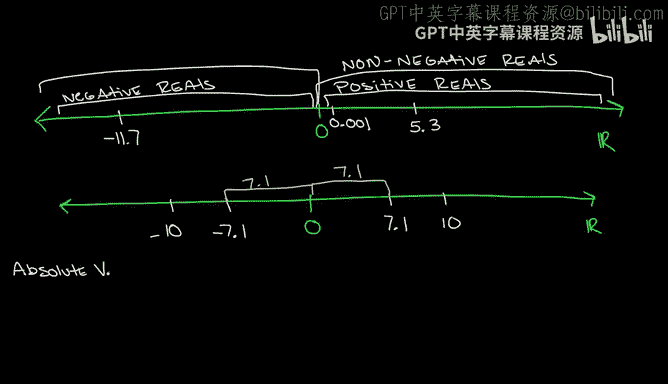 GPT中英字幕课程资源@bilibili.com
GPT中英字幕课程资源 bilibili
NON-NEGATIVE REALS
NEGATIVE REALS POSITIVE REALS
-11.7 0 0.001 5.3 ℝ
7.1 7.1
-10 -7.1 0 7.1 10 ℝ
Absolute V.